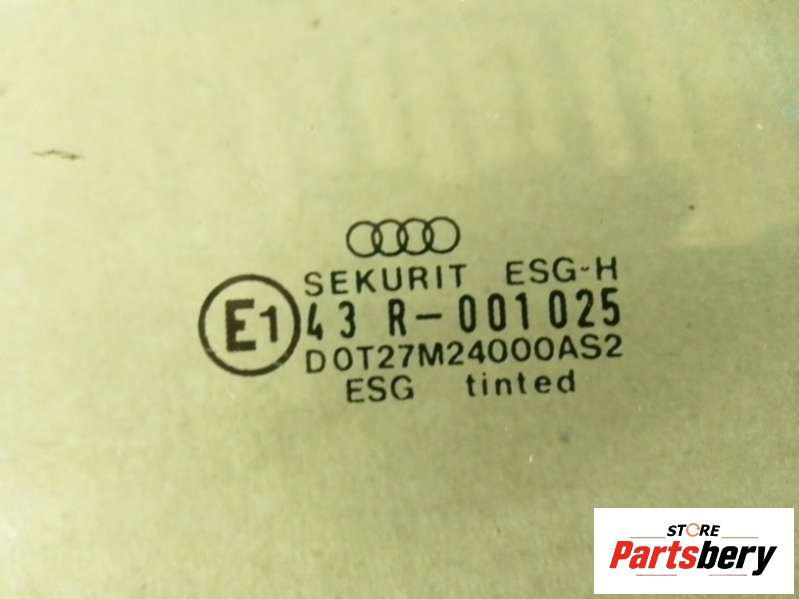 SEKURIT ESG-H
E1 43 R-001025
DOT27M24000AS2
ESG tinted
STORE
Partsbery